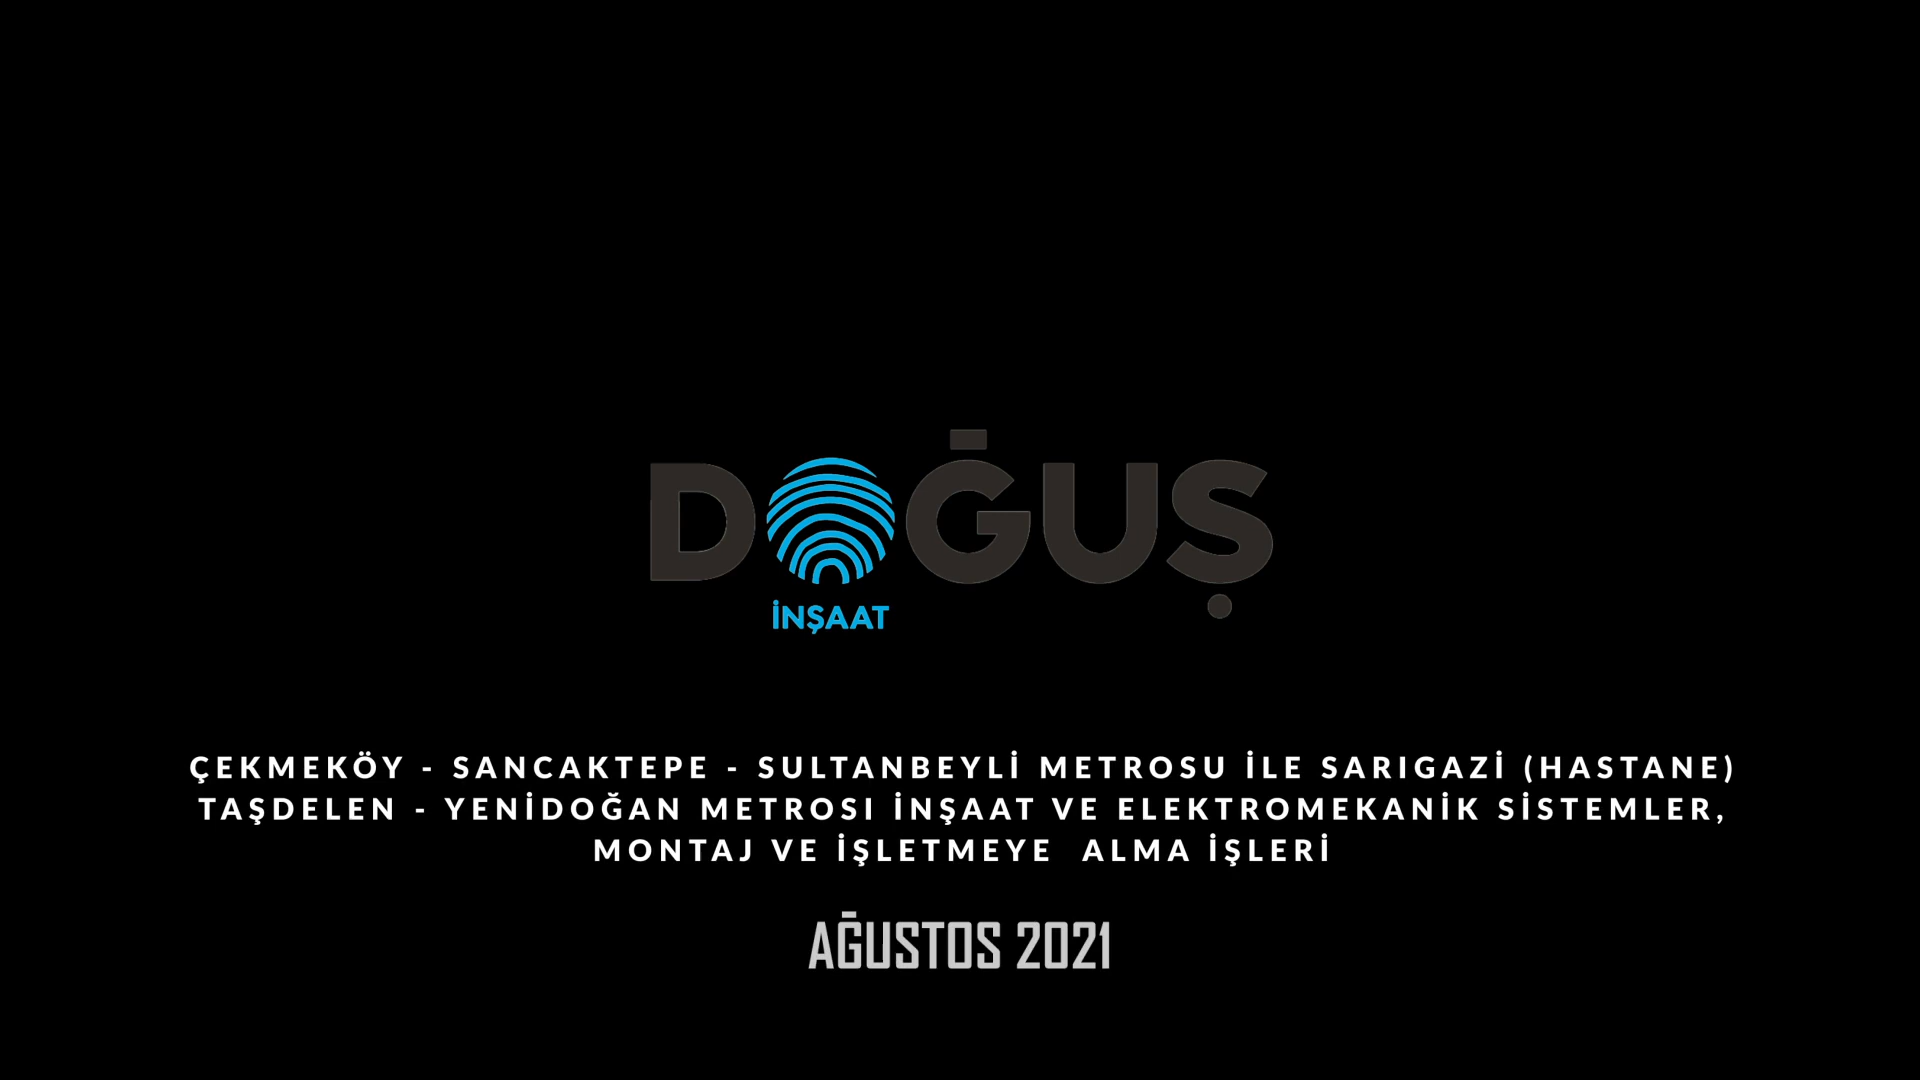 DOĞUŞ
İNŞAAT
ÇEKMEKÖY - SANCAKTEPE - SULTANBEYLİ METROSU İLE SARIGAZİ (HASTANE)
TAŞDELEN - YENİDOĞAN METROSI İNŞAAT VE ELEKTROMEKANİK SİSTEMLER,
MONTAJ VE İŞLETMEYE  ALMA İŞLERİ
AĞUSTOS 2021